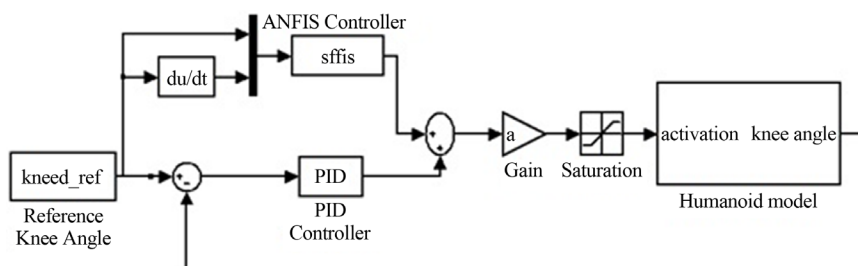 ANFIS Controller
sffis
du/dt
kneed_ref
Reference
Knee Angle
+
-
PID
PID
Controller
+
+
a
Gain
Saturation
activation knee angle
Humanoid model